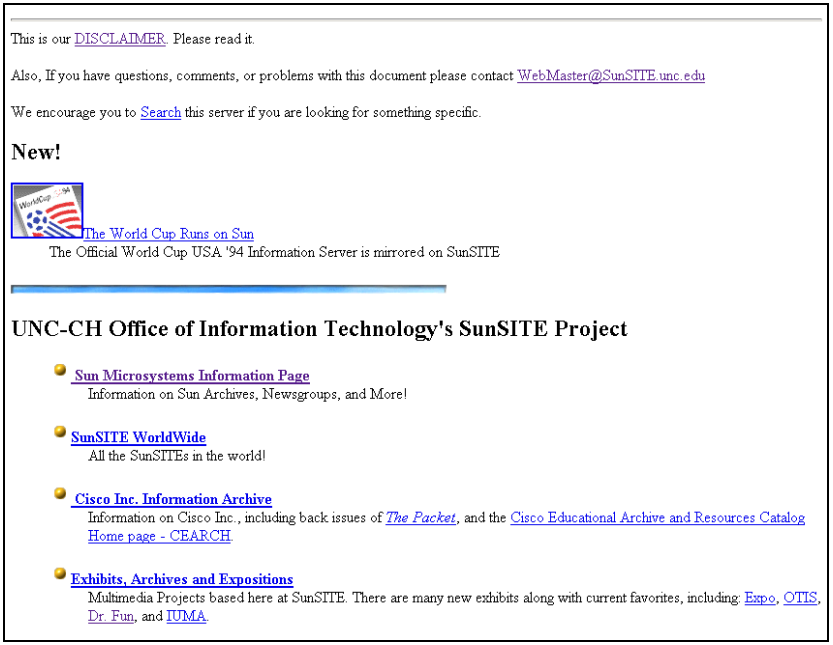 This is our DISCLAIMER. Please read it.
Also, If you have questions, comments, or problems with this document please contact WebMaster@SunSITE.unc.edu
We encourage you to Search this server if you are looking for something specific.
New!
WorldCup 94
The World Cup Runs on Sun
The Official World Cup USA '94 Information Server is mirrored on SunSITE
UNC-CH Office of Information Technology's SunSITE Project
Sun Microsystems Information Page
Information on Sun Archives, Newsgroups, and More!
SunSITE WorldWide
All the SunSITEs in the world!
Cisco Inc. Information Archive
Information on Cisco Inc., including back issues of The Packet, and the Cisco Educational Archive and Resources Catalog
Home page - CEARCH.
Exhibits, Archives and Expositions
Multimedia Projects based here at SunSITE. There are many new exhibits along with current favorites, including: Expo, OTIS,
Dr. Fun, and IUMA.